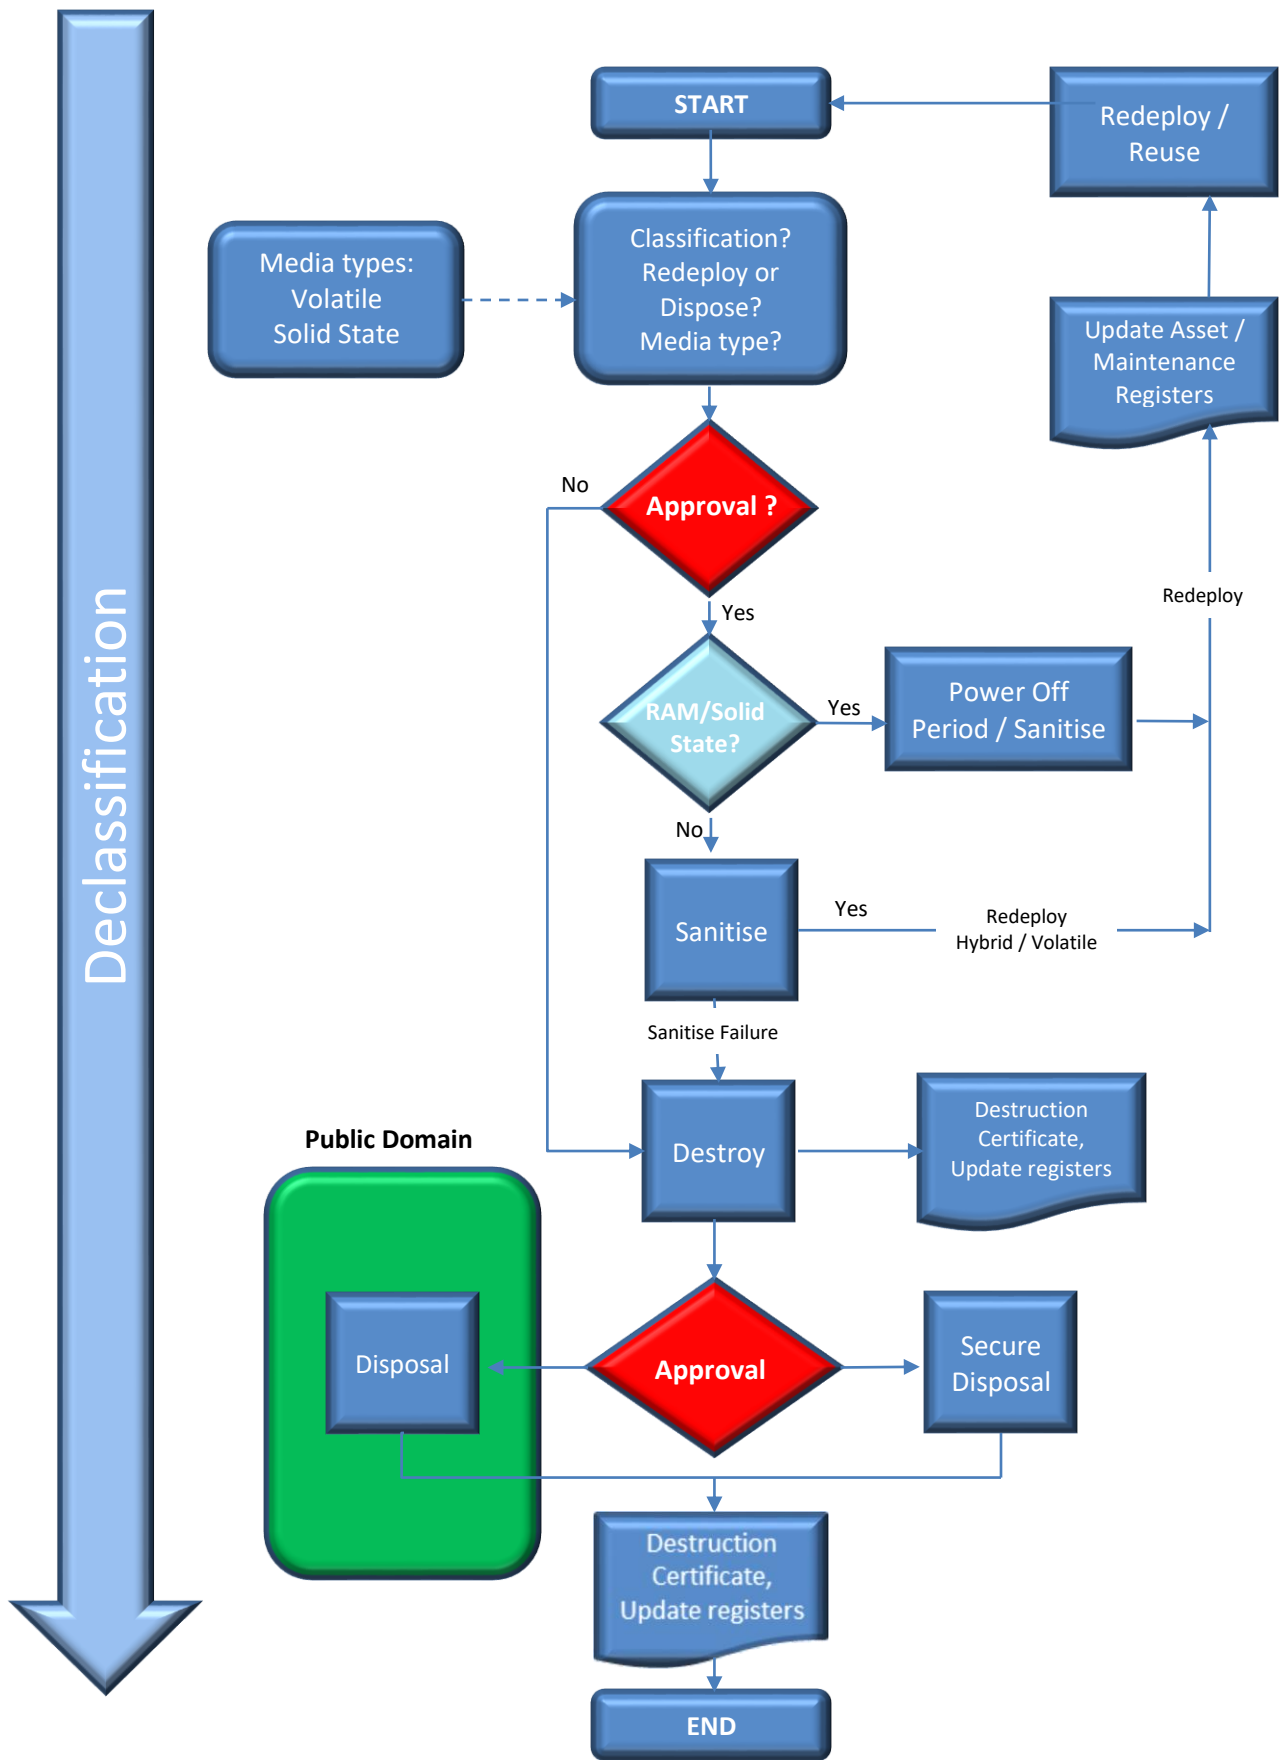 START
Redeploy /
Reuse
Media types:
Volatile
Solid State
Classification?
Redeploy or
Dispose?
Media type?
Update Asset /
Maintenance
Registers
No
Approval ?
Yes
Redeploy
RAM/Solid
State?
Yes
Power Off
Period / Sanitise
No
Sanitise
Yes
Redeploy
Hybrid / Volatile
Sanitise Failure
Declassification
Destroy
Destruction
Certificate,
Update registers
Public Domain
Disposal
Approval
Secure
Disposal
Destruction
Certificate,
Update registers
END